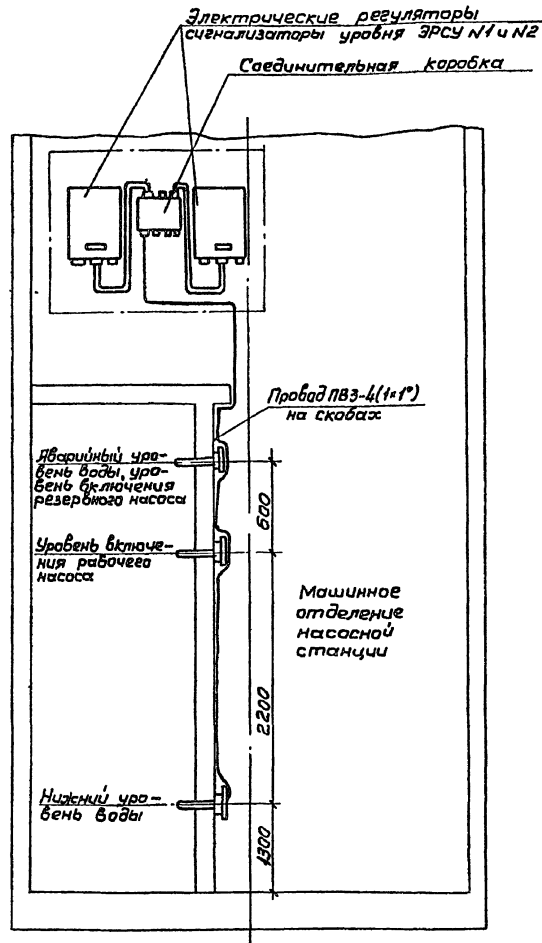 Электрические регуляторы
сигнализаторы уровня ЭРСУ N1 и N2
Соединительная коробка
Провод ПВ3-4(1×1°)
на скобах
Аварийный уро-
вень воды, уро-
вень включения
резервного насоса
600
Уровень включе-
ния рабочего
насоса
Машинное
отделение
насосной
станции
2200
Нижний уро-
вень воды
1300